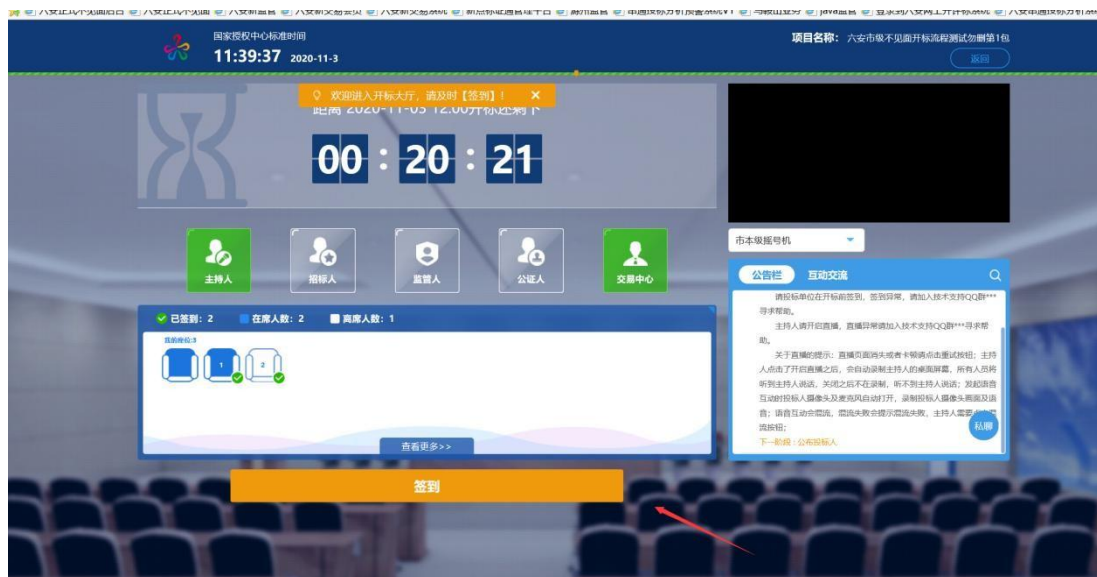 国家授权中心标准时间
11:39:37 2020-11-3
项目名称： 六安市级不见面开标流程测试勿删第1包
返回
欢迎进入开标大厅，请及时【签到】！ ×
00 : 20 : 21
主持人
招标人
监管人
公证人
交易中心
市本级摇号机
公告栏 互动交流
请投标单位在开标前签到，签到异常，请加入技术支持QQ群***
寻求帮助。
主持人请开启直播，直播异常请加入技术支持QQ群***寻求帮
助。
关于直播的提示：直播页面消失或者卡顿请点击重试按钮；主持
人点击了开启直播之后，会自动录制主持人的桌面屏幕，所有人员将
听到主持人说话，关闭之后不在录制，听不到主持人说话；发起语音
互动时投标人摄像头及麦克风自动打开，录制投标人摄像头画面及语
音；语音互动会混流，混流失败会提示混流失败，主持人需要
流按钮；
私聊
下一阶段：公布投标人
已签到：2 在席人数：2 离席人数：1
我的座位:3
1
2
查看更多>>
签到